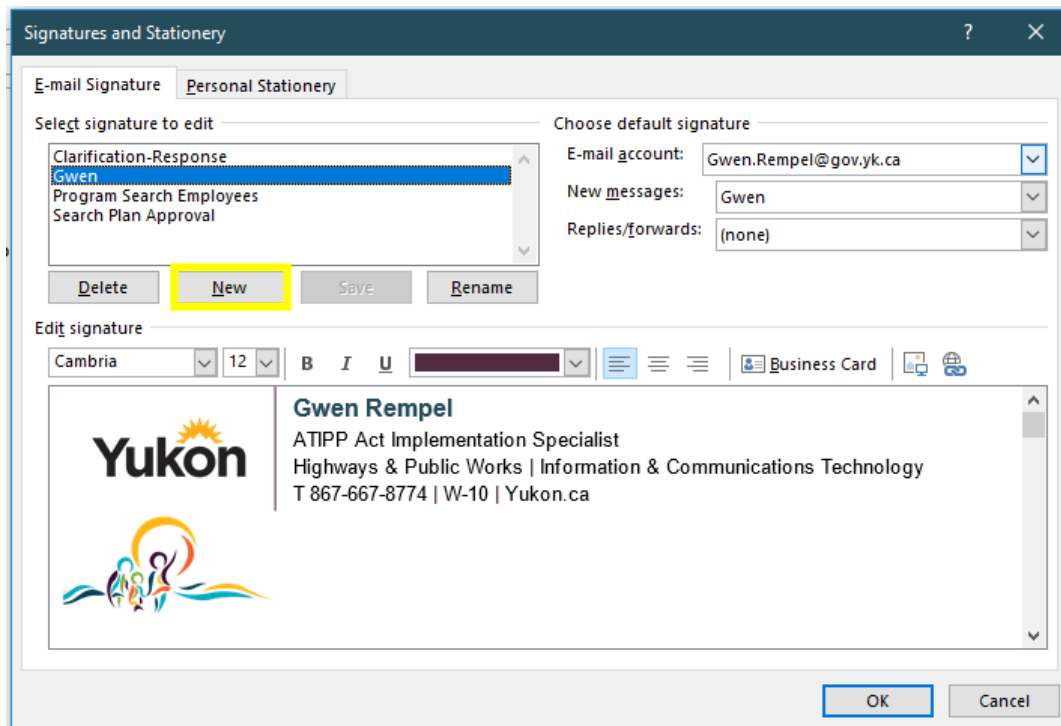 Signatures and Stationery ? ×
E-mail Signature Personal Stationery
Select signature to edit
Clarification-Response
Gwen
Program Search Employees
Search Plan Approval
Delete New Save Rename
Choose default signature
E-mail account: Gwen.Rempel@gov.yk.ca
New messages: Gwen
Replies/forwards: (none)
Edit signature
Cambria 12 B I U Business Card
Yukon
Gwen Rempel
ATIPP Act Implementation Specialist
Highways & Public Works | Information & Communications Technology
T 867-667-8774 | W-10 | Yukon.ca
OK Cancel